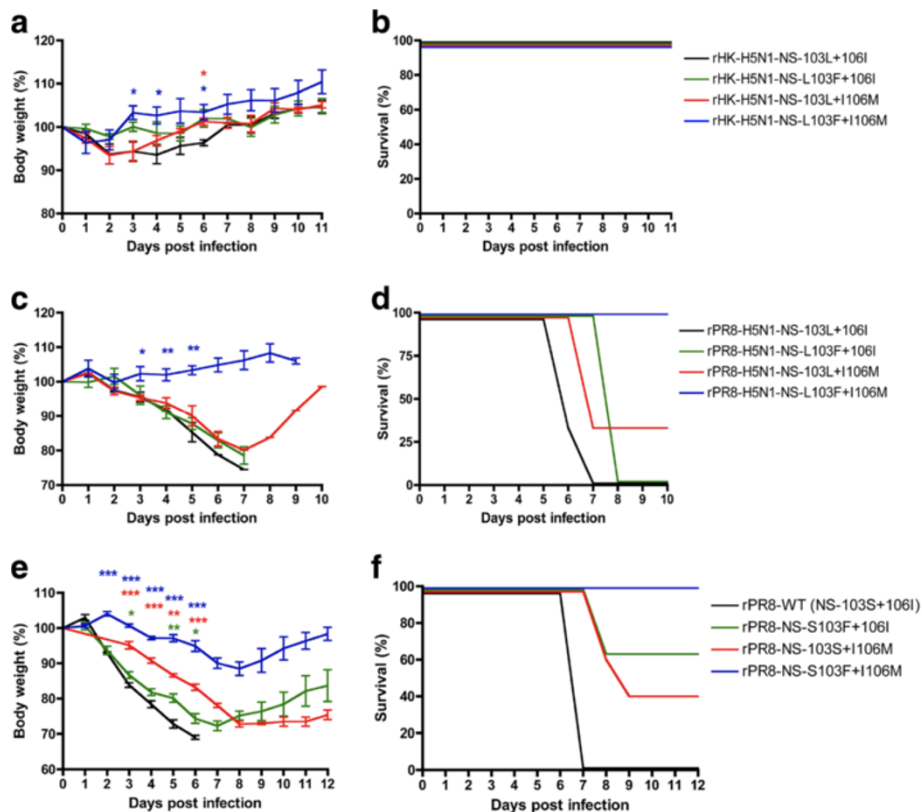 a
120
110
100
90
80
Body weight (%)
* * * *
0 1 2 3 4 5 6 7 8 9 10 11
Days post infection
b
100
80
60
40
20
0
Survival (%)
0 1 2 3 4 5 6 7 8 9 10 11
Days post infection
rHK-H5N1-NS-103L+106I
rHK-H5N1-NS-L103F+106I
rHK-H5N1-NS-103L+I106M
rHK-H5N1-NS-L103F+I106M
c
120
110
100
90
80
70
Body weight (%)
* ** **
0 1 2 3 4 5 6 7 8 9 10
Days post infection
d
100
75
50
25
0
Survival (%)
0 1 2 3 4 5 6 7 8 9 10
Days post infection
rPR8-H5N1-NS-103L+106I
rPR8-H5N1-NS-L103F+106I
rPR8-H5N1-NS-103L+I106M
rPR8-H5N1-NS-L103F+I106M
e
110
100
90
80
70
60
Body weight (%)
*** *** *** *** ***
*** *** ** ***
* ** *
0 1 2 3 4 5 6 7 8 9 10 11 12
Days post infection
f
100
80
60
40
20
0
Survival (%)
0 1 2 3 4 5 6 7 8 9 10 11 12
Days post infection
rPR8-WT (NS-103S+106I)
rPR8-NS-S103F+106I
rPR8-NS-103S+I106M
rPR8-NS-S103F+I106M